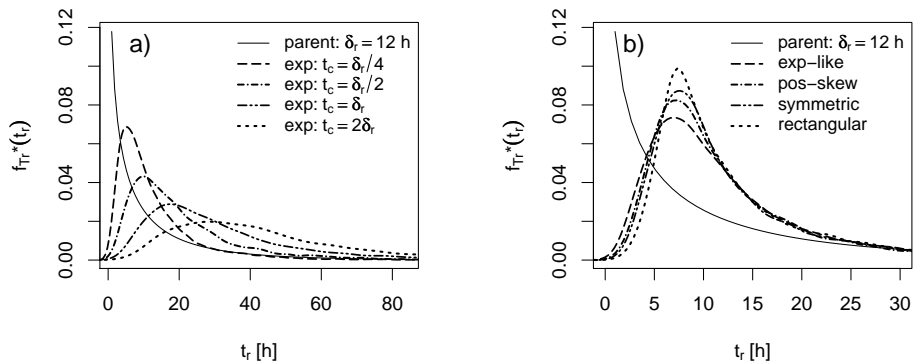 a)
parent: δr = 12 h
exp: tc = δr/4
exp: tc = δr/2
exp: tc = δr
exp: tc = 2δr
fTr*(tr)
0.12
0.08
0.04
0.00
0 20 40 60 80
tr [h]
b)
parent: δr = 12 h
exp−like
pos−skew
symmetric
rectangular
fTr*(tr)
0.12
0.08
0.04
0.00
0 5 10 15 20 25 30
tr [h]